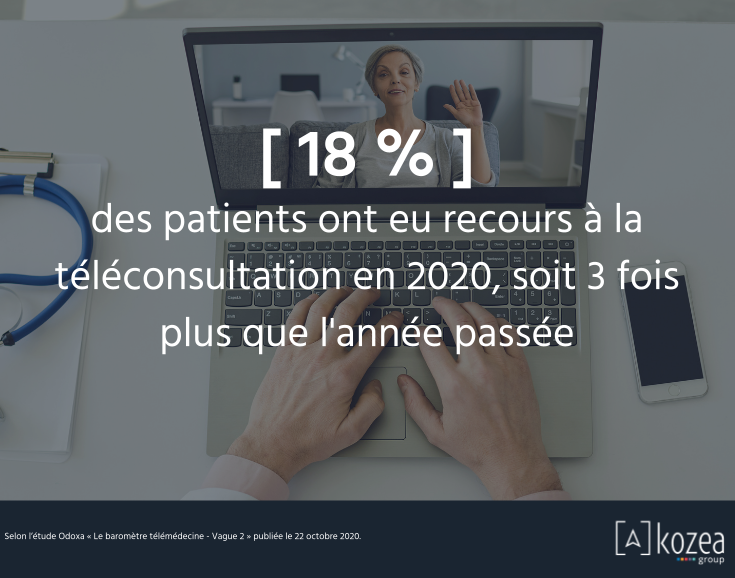 [ 18 % ]
des patients ont eu recours à la
téléconsultation en 2020, soit 3 fois
plus que l'année passée
Selon l'étude Odoxa « Le baromètre télémédecine - Vague 2 » publiée le 22 octobre 2020.
[A]kozea
group